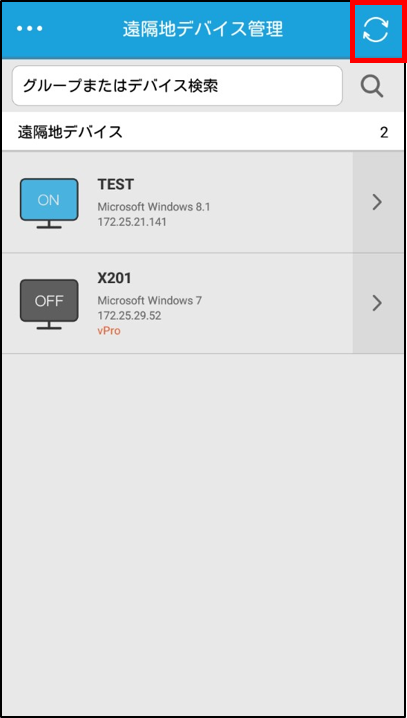 遠隔地デバイス管理
グループまたはデバイス検索
遠隔地デバイス 2
ON
TEST
Microsoft Windows 8.1
172.25.21.141
OFF
X201
Microsoft Windows 7
172.25.29.52
vPro